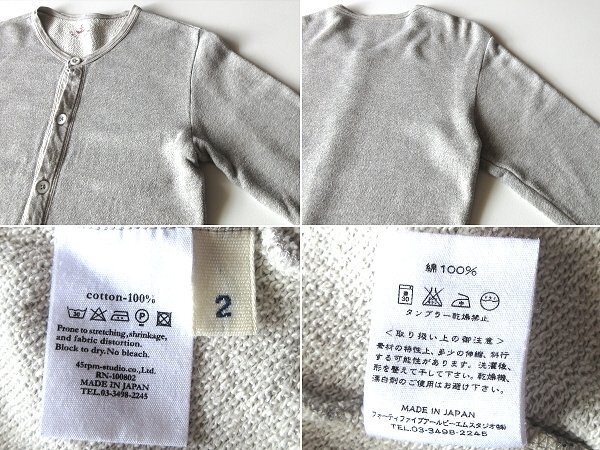 cotton-100%
30
P
Prone to stretching, shrinkage,
and fabric distortion.
Block to dry. No bleach.
45rpm-studio co.,Ltd.
RN-100802
MADE IN JAPAN
TEL.03-3498-2245
2
綿 100%
30
中
タンブラー乾燥禁止
<取り扱い上の御注意>
素材の特性上、多少の伸縮、斜行
する可能性があります。洗濯後、
形を整えて干して下さい。乾燥機、
漂白剤のご使用はお避け下さい。
MADE IN JAPAN
フォーティファイブアールピーエムスタジオ㈱
TEL.03-3498-2245